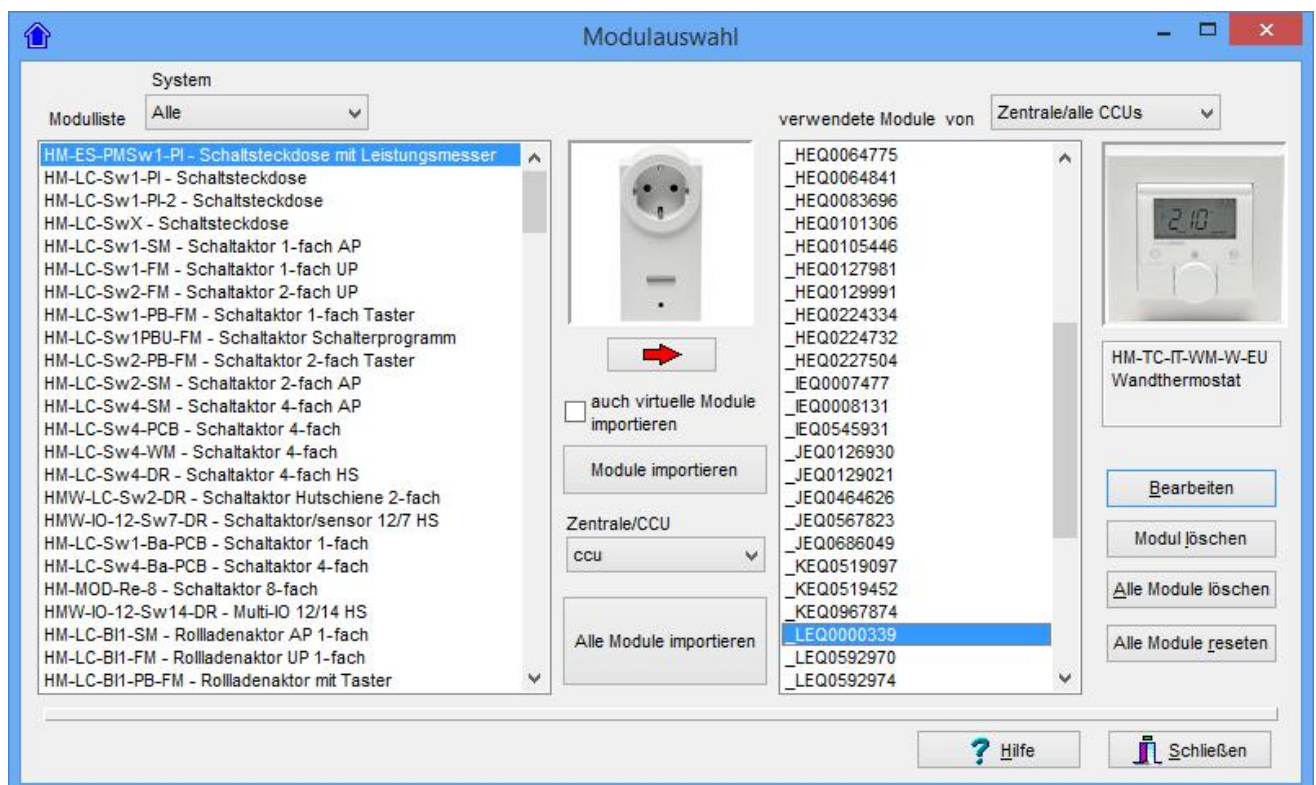 Modulauswahl
System
Modulliste
Alle
verwendete Module von
Zentrale/alle CCUs
HM-ES-PMSw1-Pl - Schaltsteckdose mit Leistungsmesser
HM-LC-Sw1-Pl - Schaltsteckdose
HM-LC-Sw1-Pl-2 - Schaltsteckdose
HM-LC-SwX - Schaltsteckdose
HM-LC-Sw1-SM - Schaltaktor 1-fach AP
HM-LC-Sw1-FM - Schaltaktor 1-fach UP
HM-LC-Sw2-FM - Schaltaktor 2-fach UP
HM-LC-Sw1-PB-FM - Schaltaktor 1-fach Taster
HM-LC-Sw1PBU-FM - Schaltaktor Schalterprogramm
HM-LC-Sw2-PB-FM - Schaltaktor 2-fach Taster
HM-LC-Sw2-SM - Schaltaktor 2-fach AP
HM-LC-Sw4-SM - Schaltaktor 4-fach AP
HM-LC-Sw4-PCB - Schaltaktor 4-fach
HM-LC-Sw4-WM - Schaltaktor 4-fach
HM-LC-Sw4-DR - Schaltaktor 4-fach HS
HMW-LC-Sw2-DR - Schaltaktor Hutschiene 2-fach
HMW-IO-12-Sw7-DR - Schaltaktor/sensor 12/7 HS
HM-LC-Sw1-Ba-PCB - Schaltaktor 1-fach
HM-LC-Sw4-Ba-PCB - Schaltaktor 4-fach
HM-MOD-Re-8 - Schaltaktor 8-fach
HMW-IO-12-Sw14-DR - Multi-IO 12/14 HS
HM-LC-Bl1-SM - Rollladenaktor AP 1-fach
HM-LC-Bl1-FM - Rollladenaktor UP 1-fach
HM-LC-Bl1-PB-FM - Rollladenaktor mit Taster
auch virtuelle Module
importieren
Module importieren
Zentrale/CCU
ccu
Alle Module importieren
_HEQ0064775
_HEQ0064841
_HEQ0083696
_HEQ0101306
_HEQ0105446
_HEQ0127981
_HEQ0129991
_HEQ0224334
_HEQ0224732
_HEQ0227504
_IEQ0007477
_IEQ0008131
_IEQ0545931
_JEQ0126930
_JEQ0129021
_JEQ0464626
_JEQ0567823
_JEQ0686049
_KEQ0519097
_KEQ0519452
_KEQ0967874
_LEQ0000339
_LEQ0592970
_LEQ0592974
HM-TC-IT-WM-W-EU
Wandthermostat
Bearbeiten
Modul löschen
Alle Module löschen
Alle Module reseten
Hilfe
Schließen